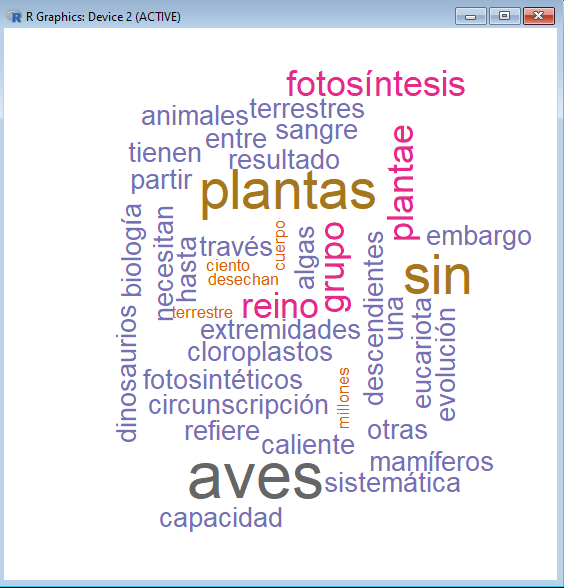 R Graphics: Device 2 (ACTIVE)
fotosíntesis
animales
terrestres
entre
sangre
tienen
resultado
partir
plantas
plantae
biología
necesitan
hasta
través
cuerpo
algas
grupo
embargo
ciento
desechan
sin
terrestre
reino
descendientes
una
eucariota
evolución
dinosaurios
extremidades
cloroplastos
fotosintéticos
millones
circunscripción
refiere
otras
caliente
mamíferos
aves
sistemática
capacidad